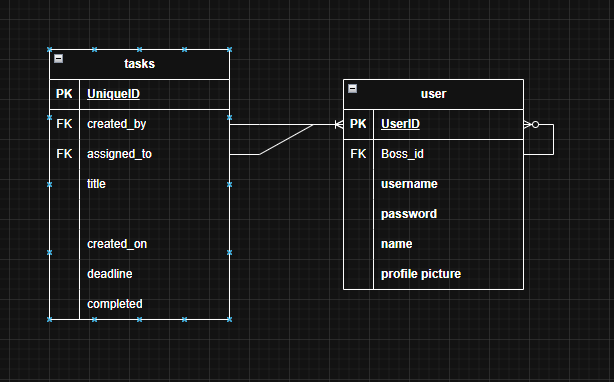 tasks
PK UniqueID
FK created_by
FK assigned_to
title
created_on
deadline
completed
user
PK UserID
FK Boss_id
username
password
name
profile picture